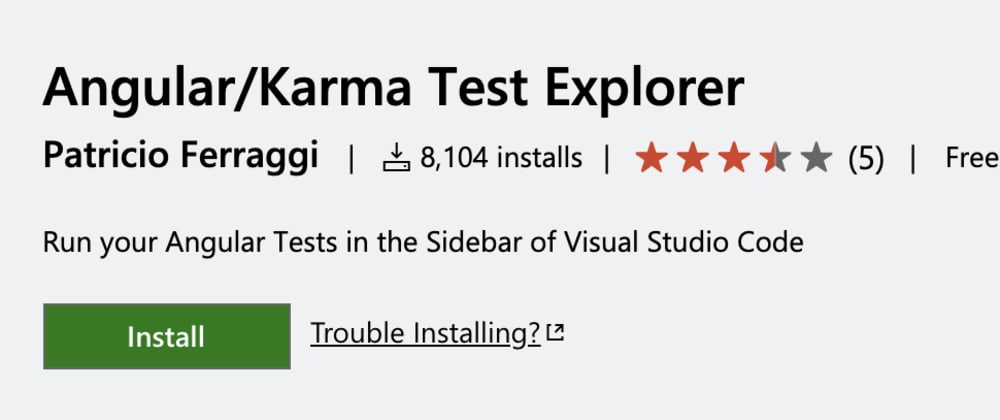 Angular/Karma Test Explorer
Patricio Ferraggi | 8,104 installs | (5) | Free
Run your Angular Tests in the Sidebar of Visual Studio Code
Install Trouble Installing?